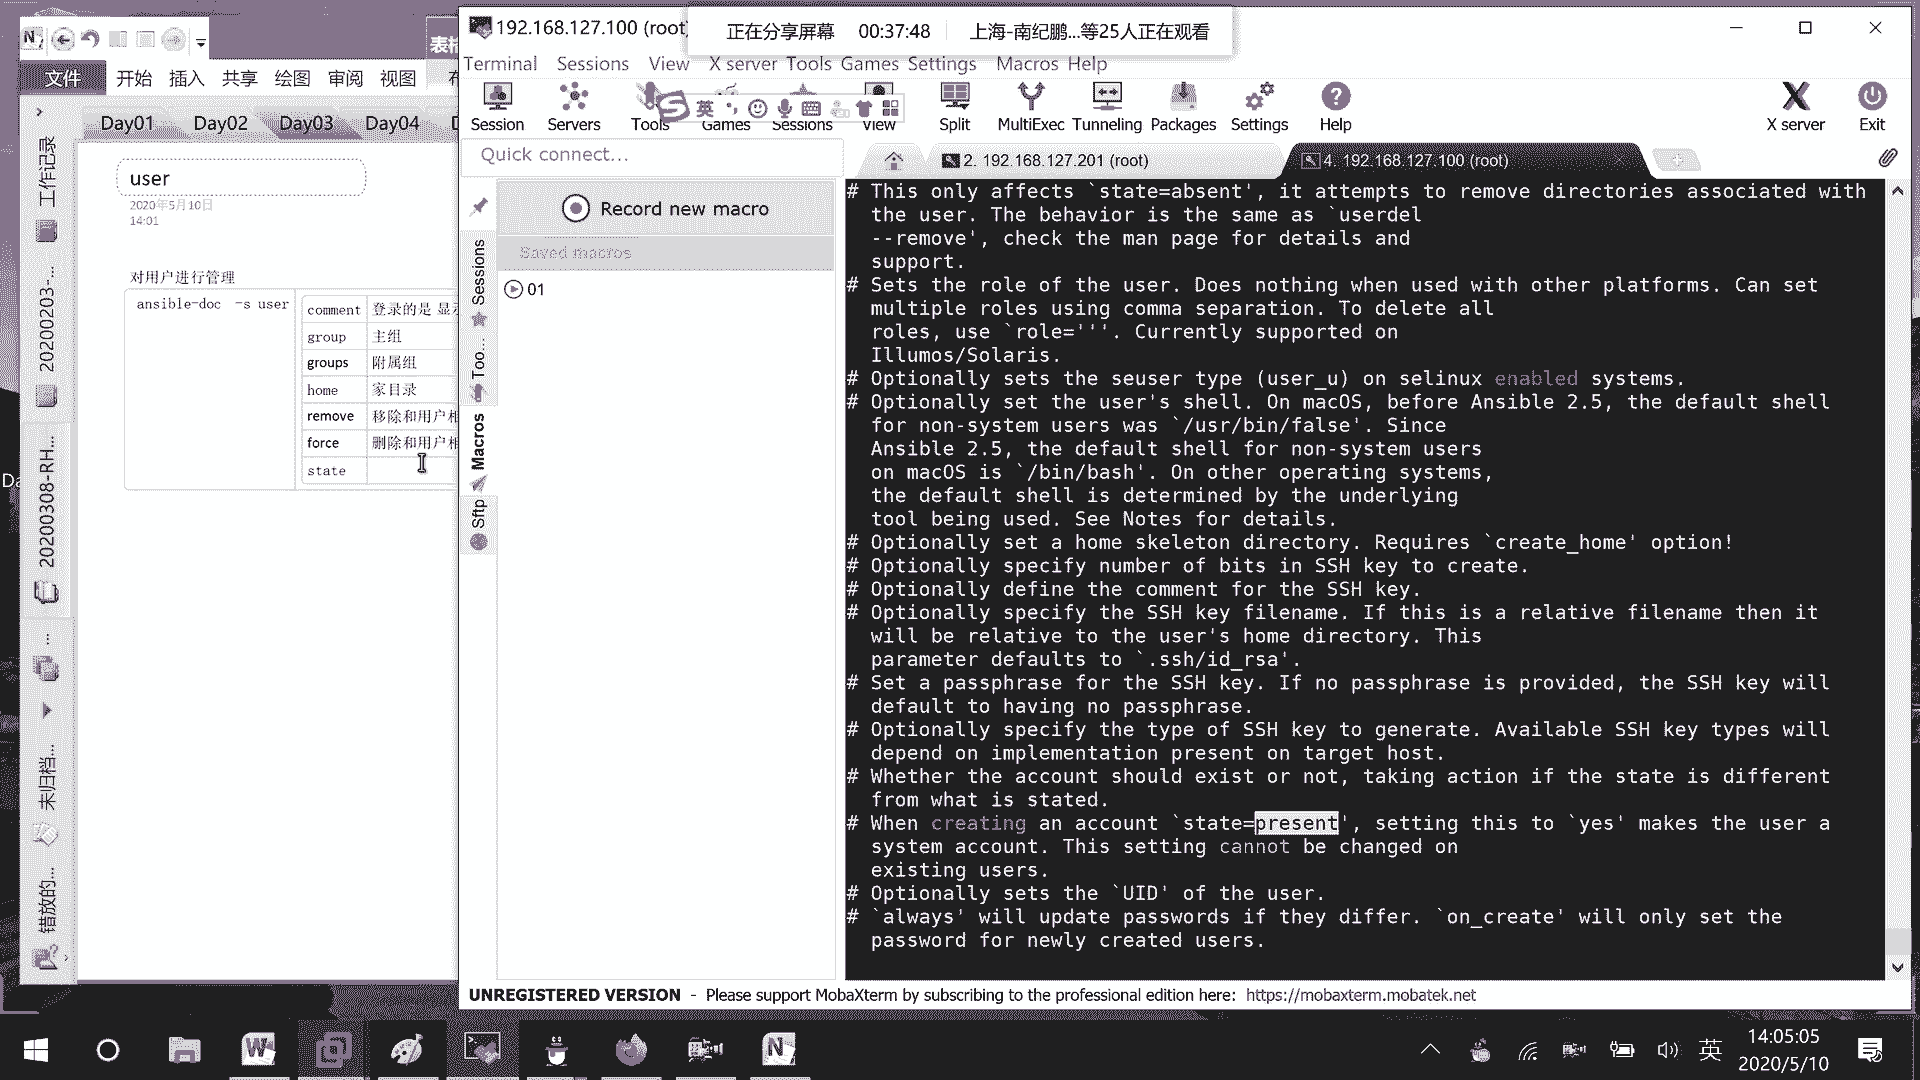 正在分享屏幕 00:37:48 上海-南纪鹏...等25人正在观看
192.168.127.100 (root)
文件 开始 插入 共享 绘图 审阅 视图
表格
Day01 Day02 Day03 Day04
工作记录
20200203-...
20200308-RH...
...
未归档...
错放的...
user
2020年5月10日
14:01
对用户进行管理
ansible-doc -s user
comment 登录的是 显示
group 主组
groups 附属组
home 家目录
remove 移除和用户相
force 删除和用户相
state
Terminal Sessions View X server Tools Games Settings Macros Help
英
Session Servers Tools Games Sessions View Split MultiExec Tunneling Packages Settings Help X server Exit
Quick connect...
2. 192.168.127.201 (root)
4. 192.168.127.100 (root)
Record new macro
Saved macros
01
Sessions
Too...
Macros
Sftp
# This only affects `state=absent', it attempts to remove directories associated with
the user. The behavior is the same as `userdel
--remove', check the man page for details and
support.
# Sets the role of the user. Does nothing when used with other platforms. Can set
multiple roles using comma separation. To delete all
roles, use `role='''. Currently supported on
Illumos/Solaris.
# Optionally sets the seuser type (user_u) on selinux enabled systems.
# Optionally set the user's shell. On macOS, before Ansible 2.5, the default shell
for non-system users was `/usr/bin/false'. Since
Ansible 2.5, the default shell for non-system users
on macOS is `/bin/bash'. On other operating systems,
the default shell is determined by the underlying
tool being used. See Notes for details.
# Optionally set a home skeleton directory. Requires `create_home' option!
# Optionally specify number of bits in SSH key to create.
# Optionally define the comment for the SSH key.
# Optionally specify the SSH key filename. If this is a relative filename then it
will be relative to the user's home directory. This
parameter defaults to `.ssh/id_rsa'.
# Set a passphrase for the SSH key. If no passphrase is provided, the SSH key will
default to having no passphrase.
# Optionally specify the type of SSH key to generate. Available SSH key types will
depend on implementation present on target host.
# Whether the account should exist or not, taking action if the state is different
from what is stated.
# When creating an account `state=present', setting this to `yes' makes the user a
system account. This setting cannot be changed on
existing users.
# Optionally sets the `UID' of the user.
# `always' will update passwords if they differ. `on_create' will only set the
password for newly created users.
UNREGISTERED VERSION - Please support MobaXterm by subscribing to the professional edition here: https://mobaxterm.mobatek.net
英
14:05:05
2020/5/10